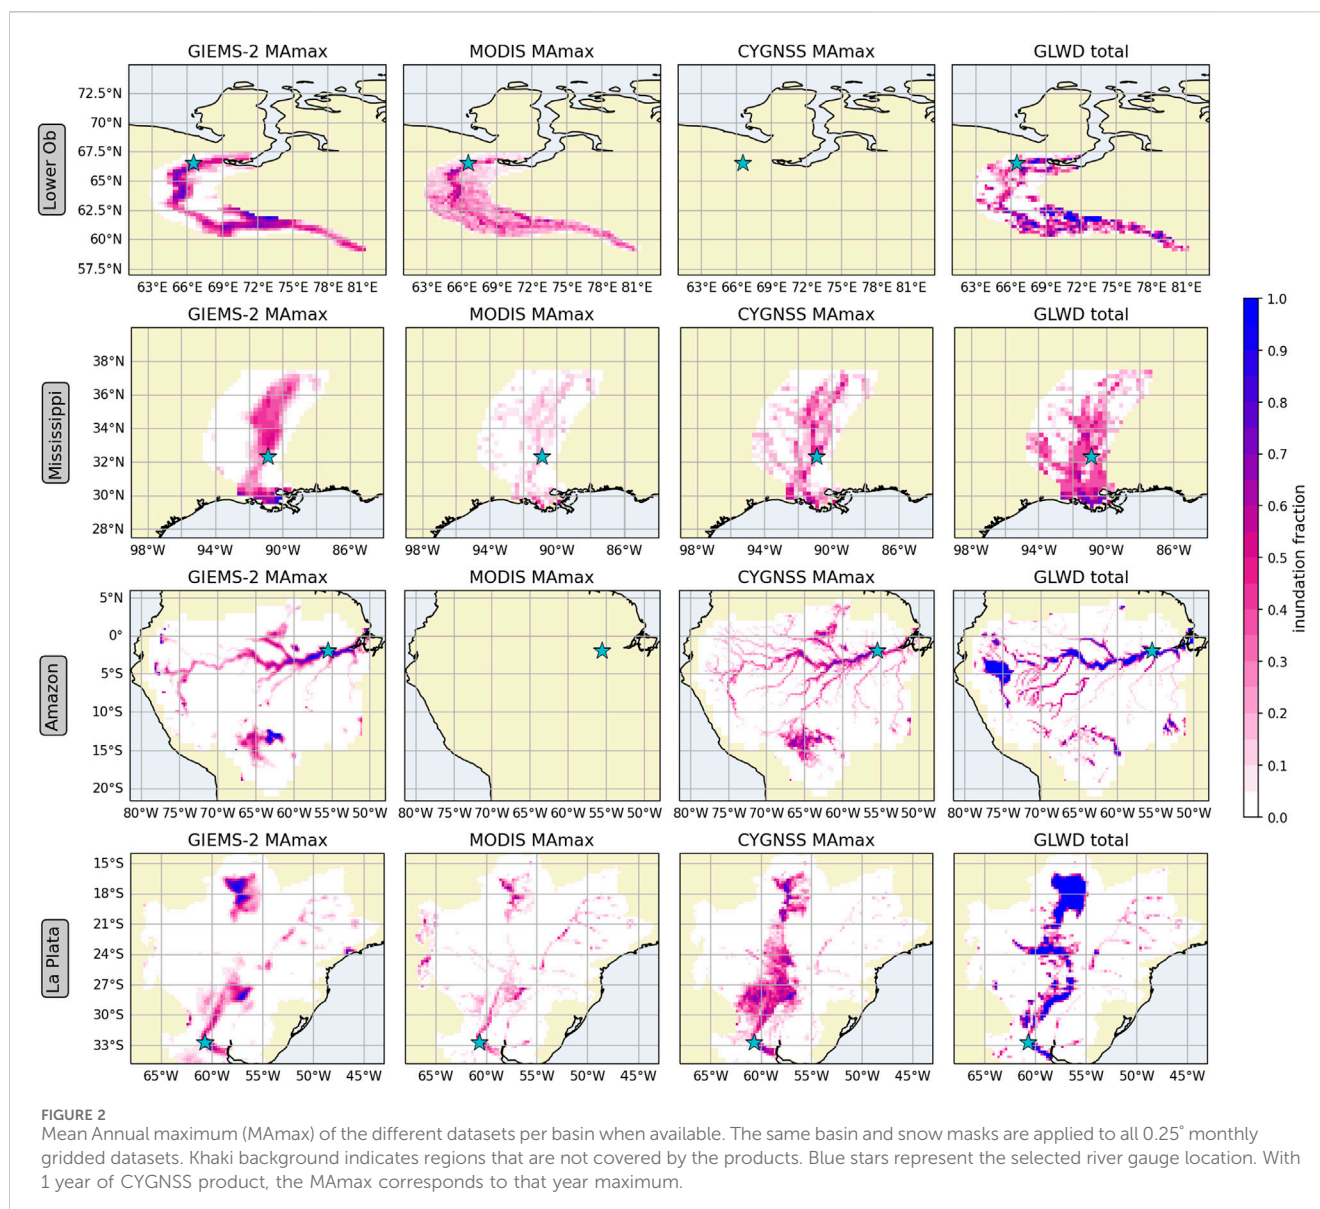 GIEMS-2 MAmax MODIS MAmax CYGNSS MAmax GLWD total
Lower Ob
72.5°N
70°N
67.5°N
65°N
62.5°N
60°N
57.5°N
63°E 66°E 69°E 72°E 75°E 78°E 81°E 63°E 66°E 69°E 72°E 75°E 78°E 81°E 63°E 66°E 69°E 72°E 75°E 78°E 81°E 63°E 66°E 69°E 72°E 75°E 78°E 81°E
GIEMS-2 MAmax MODIS MAmax CYGNSS MAmax GLWD total
Mississippi
38°N
36°N
34°N
32°N
30°N
28°N
98°W 94°W 90°W 86°W 98°W 94°W 90°W 86°W 98°W 94°W 90°W 86°W 98°W 94°W 90°W 86°W
GIEMS-2 MAmax MODIS MAmax CYGNSS MAmax GLWD total
Amazon
5°N
0°
5°S
10°S
15°S
20°S
80°W 75°W 70°W 65°W 60°W 55°W 50°W 80°W 75°W 70°W 65°W 60°W 55°W 50°W 80°W 75°W 70°W 65°W 60°W 55°W 50°W 80°W 75°W 70°W 65°W 60°W 55°W 50°W
GIEMS-2 MAmax MODIS MAmax CYGNSS MAmax GLWD total
La Plata
15°S
18°S
21°S
24°S
27°S
30°S
33°S
65°W 60°W 55°W 50°W 45°W 65°W 60°W 55°W 50°W 45°W 65°W 60°W 55°W 50°W 45°W 65°W 60°W 55°W 50°W 45°W
1.0
0.9
0.8
0.7
0.6
0.5
0.4
0.3
0.2
0.1
0.0
inundation fraction
FIGURE 2
Mean Annual maximum (MAmax) of the different datasets per basin when available. The same basin and snow masks are applied to all 0.25° monthly
gridded datasets. Khaki background indicates regions that are not covered by the products. Blue stars represent the selected river gauge location. With
1 year of CYGNSS product, the MAmax corresponds to that year maximum.